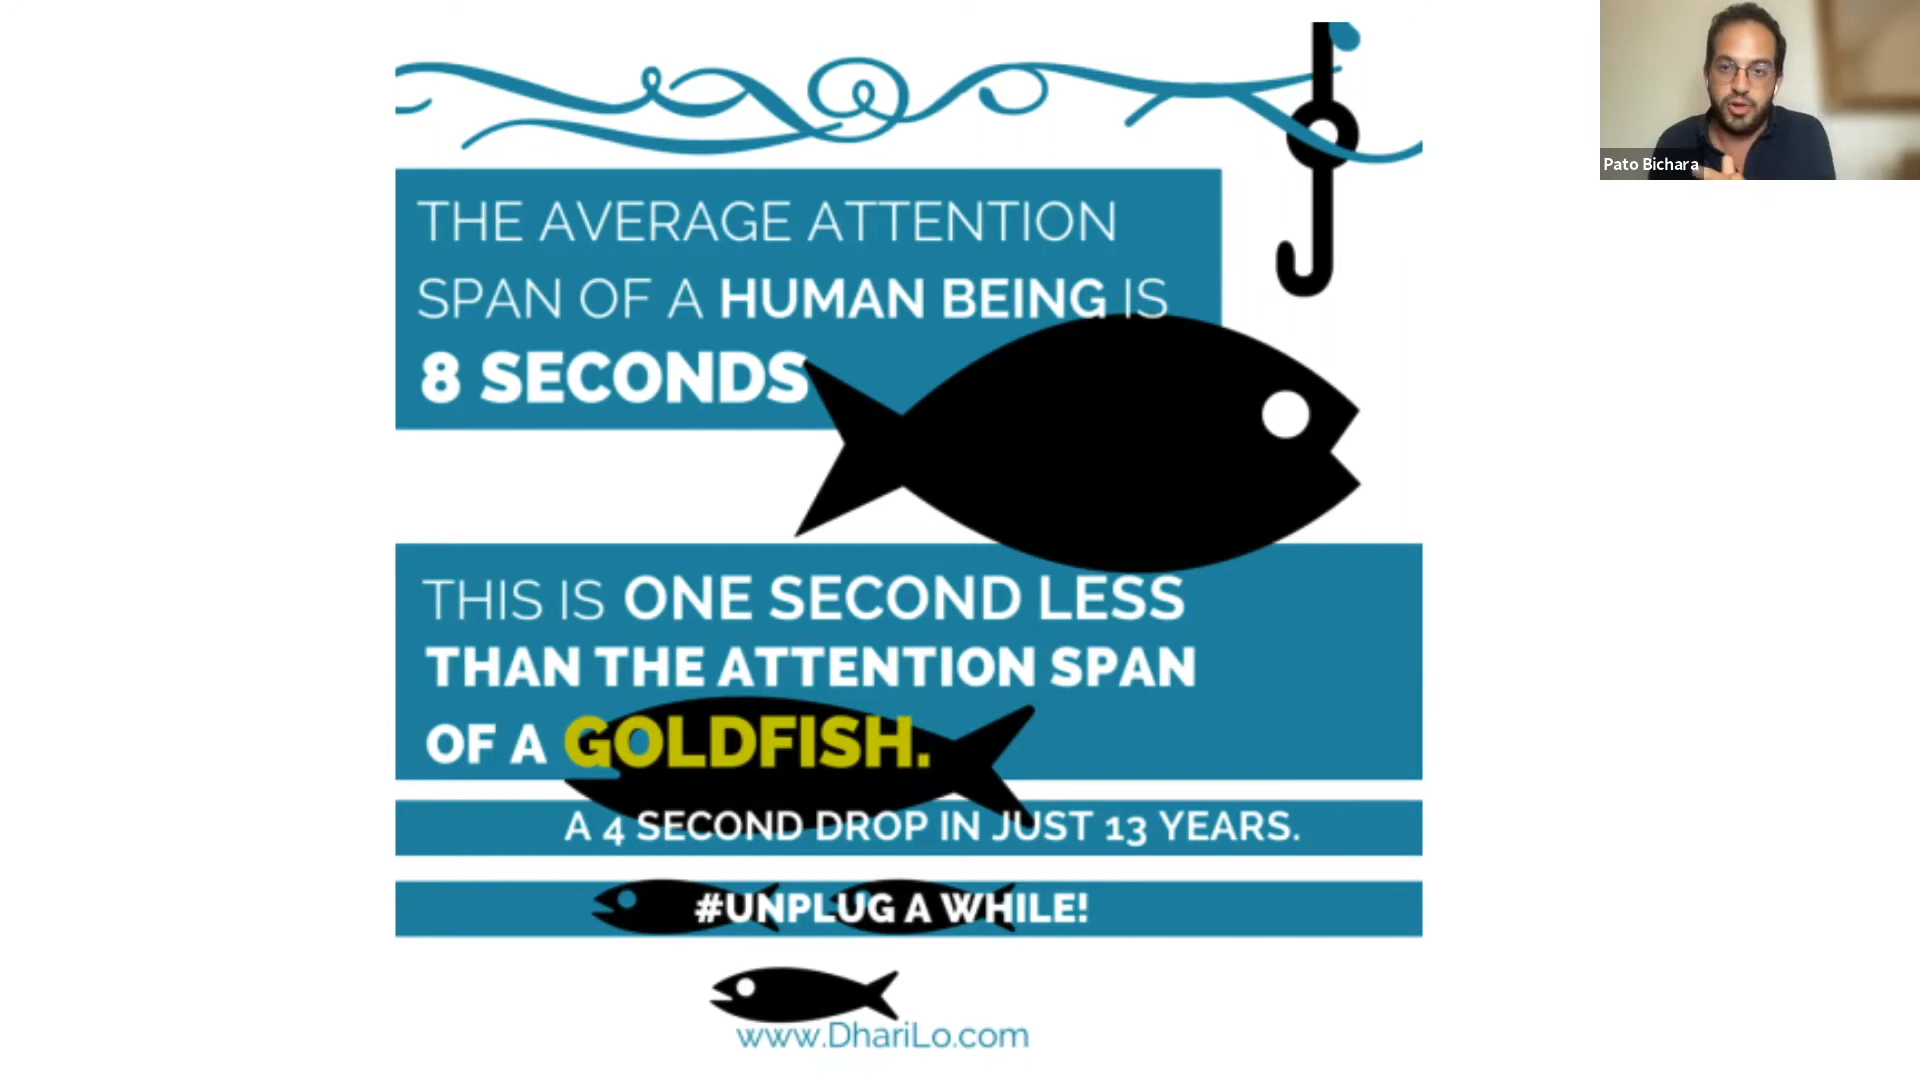 THE AVERAGE ATTENTION
SPAN OF A HUMAN BEING IS
8 SECONDS
THIS IS ONE SECOND LESS
THAN THE ATTENTION SPAN
OF A GOLDFISH.
A 4 SECOND DROP IN JUST 13 YEARS.
#UNPLUG A WHILE!
www.DhariLo.com
Pato Bichara